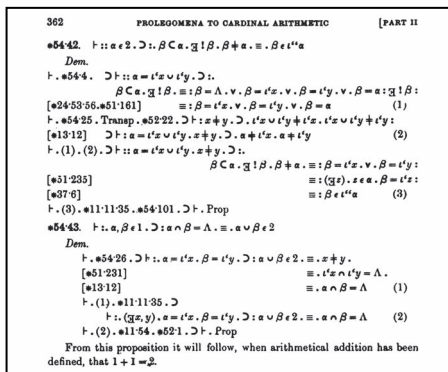 362 PROLEGOMENA TO CARDINAL ARITHMETIC [PART II
*54·42. ⊢ :: α ε 2 . ⊃ :. β ⊂ α . ∃ ! β . β ≠ α . ≡ . β ε ι“α
Dem.
⊢ . *54·4 . ⊃ ⊢ :: α = ι‘x ∪ ι‘y . ⊃ :.
β ⊂ α . ∃ ! β . ≡ : β = Λ . v . β = ι‘x . v . β = ι‘y . v . β = α : ∃ ! β :
[*24·53·56.*51·161] ≡ : β = ι‘x . v . β = ι‘y . v . β = α (1)
⊢ . *54·25 . Transp . *52·22 . ⊃ ⊢ : x ≠ y . ⊃ . ι‘x ∪ ι‘y ≠ ι‘x . ι‘x ∪ ι‘y ≠ ι‘y :
[*13·12] ⊃ ⊢ : α = ι‘x ∪ ι‘y . x ≠ y . ⊃ . α ≠ ι‘x . α ≠ ι‘y (2)
⊢ . (1) . (2) . ⊃ ⊢ :: α = ι‘x ∪ ι‘y . x ≠ y . ⊃ :.
β ⊂ α . ∃ ! β . β ≠ α . ≡ : β = ι‘x . v . β = ι‘y :
[*51·235] ≡ : (∃z) . z ε α . β = ι‘z :
[*37·6] ≡ : β ε ι“α (3)
⊢ . (3) . *11·11·35 . *54·101 . ⊃ ⊢ . Prop
*54·43. ⊢ :. α, β ε 1 . ⊃ : α ∩ β = Λ . ≡ . α ∪ β ε 2
Dem.
⊢ . *54·26 . ⊃ ⊢ :. α = ι‘x . β = ι‘y . ⊃ : α ∪ β ε 2 . ≡ . x ≠ y .
[*51·231] ≡ . ι‘x ∩ ι‘y = Λ .
[*13·12] ≡ . α ∩ β = Λ (1)
⊢ . (1) . *11·11·35 . ⊃
⊢ :. (∃x, y) . α = ι‘x . β = ι‘y . ⊃ : α ∪ β ε 2 . ≡ . α ∩ β = Λ (2)
⊢ . (2) . *11·54 . *52·1 . ⊃ ⊢ . Prop
From this proposition it will follow, when arithmetical addition has been
defined, that 1 + 1 = 2.